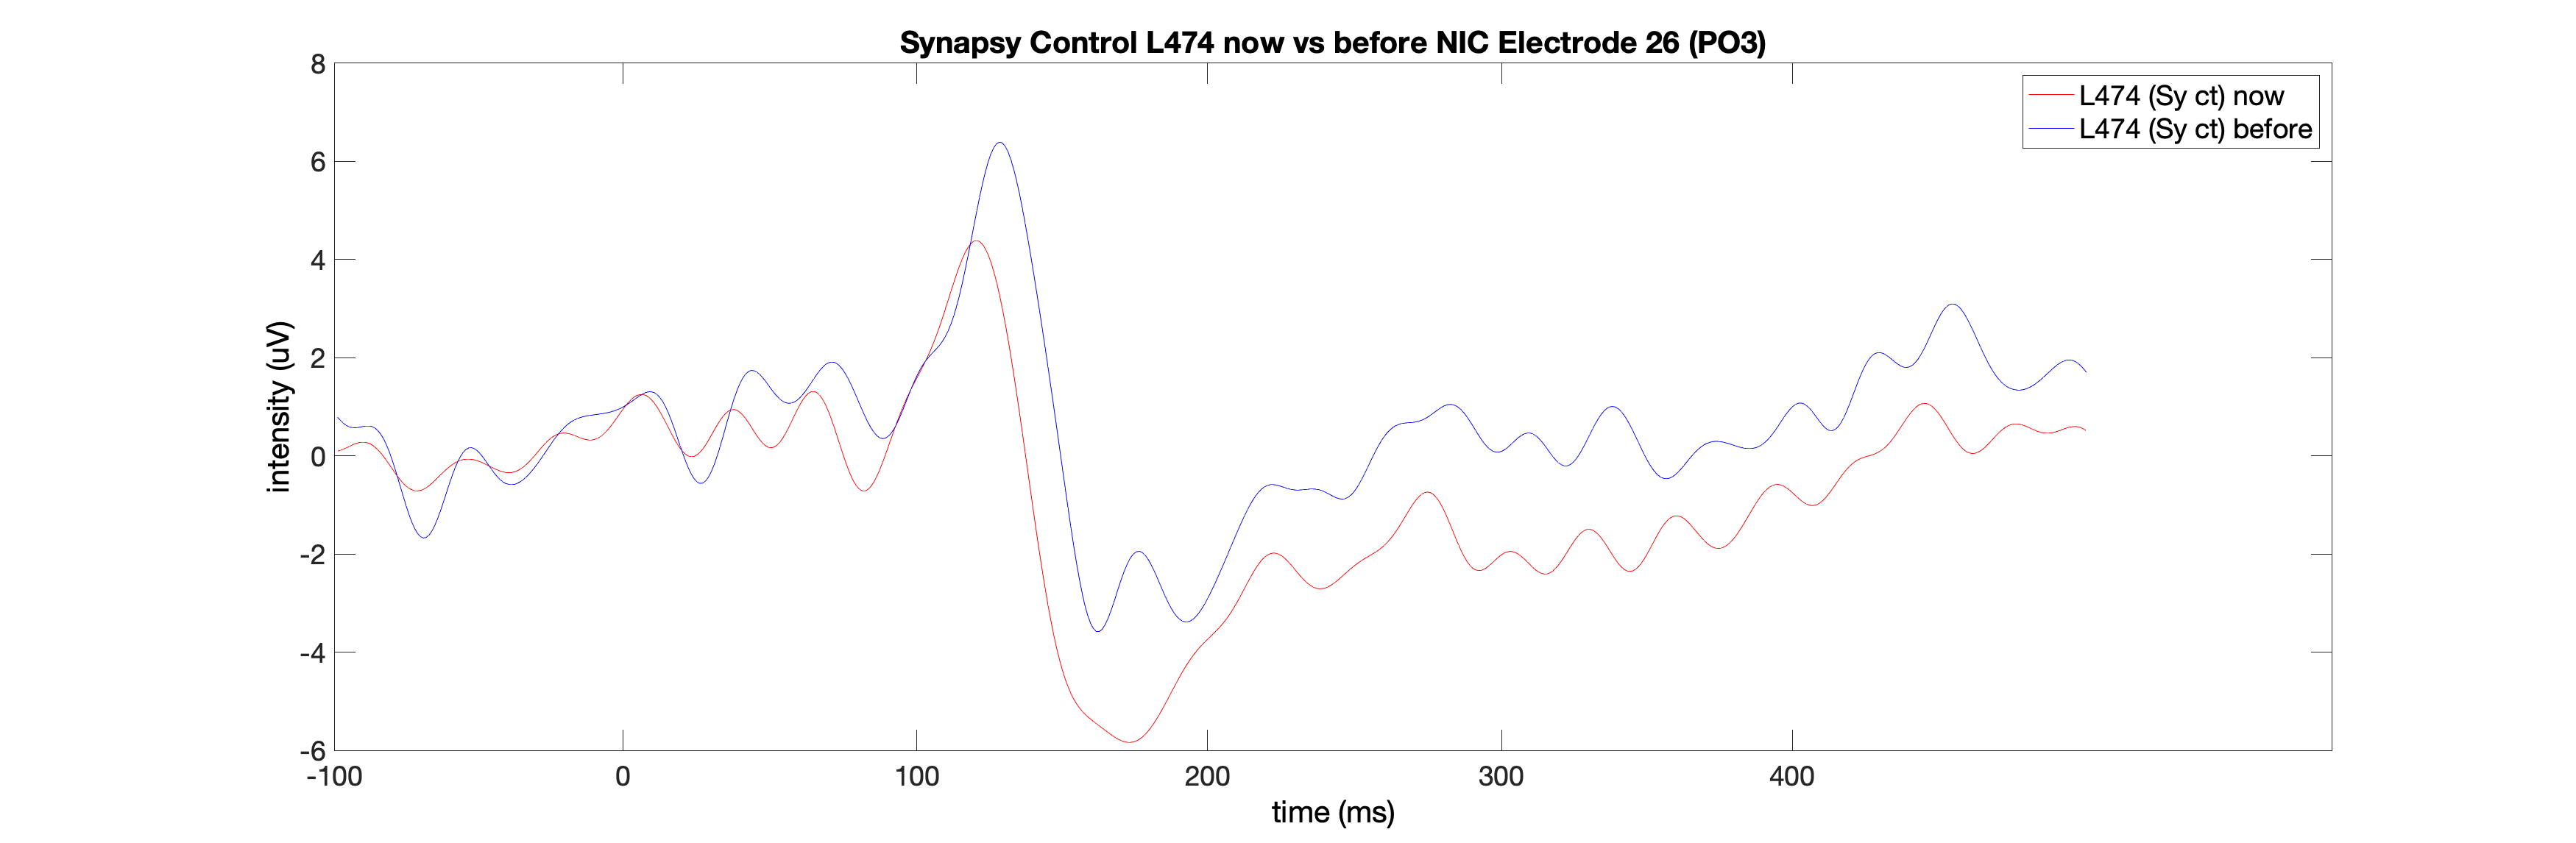 Synapsy Control L474 now vs before NIC Electrode 26 (PO3)
8
6
4
2
0
-2
-4
-6
intensity (uV)
L474 (Sy ct) now
L474 (Sy ct) before
-100 0 100 200 300 400
time (ms)